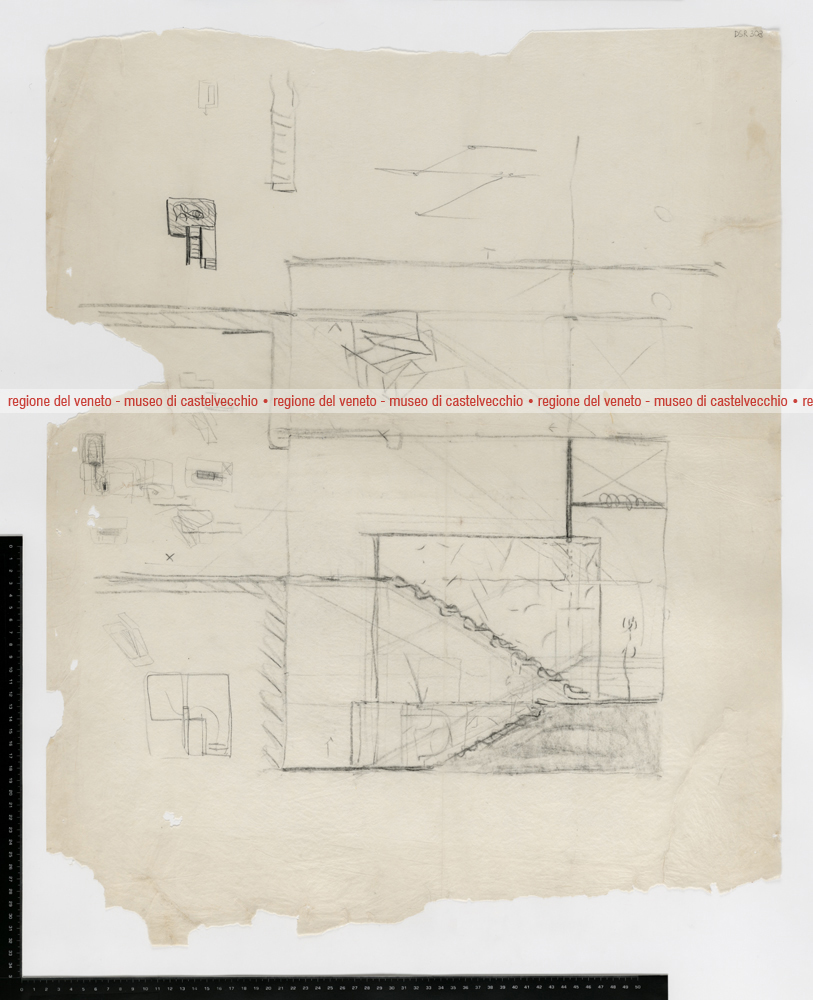 DSR 308
regione del veneto - museo di castelvecchio • regione del veneto - museo di castelvecchio • regione del veneto - museo di castelvecchio • re